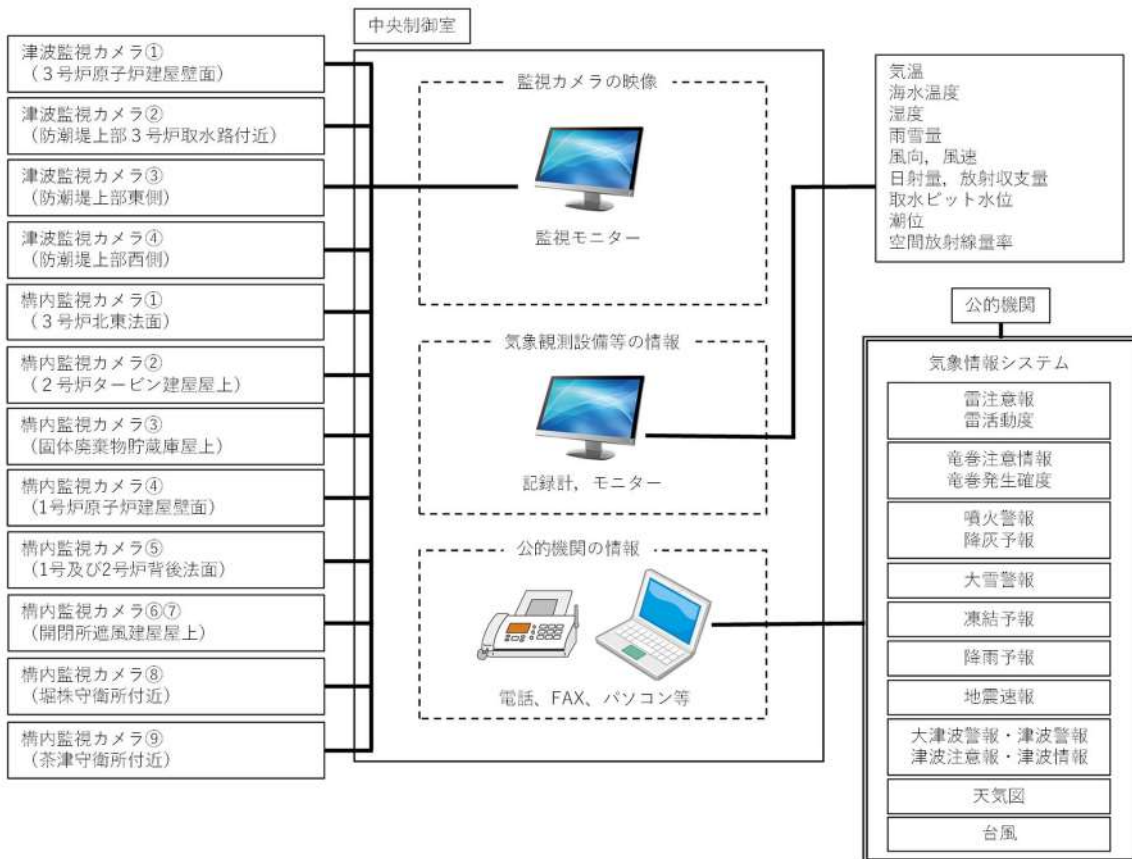 中央制御室
津波監視カメラ①
(3号炉原子炉建屋壁面)
津波監視カメラ②
(防潮堤上部3号炉取水路付近)
津波監視カメラ③
(防潮堤上部東側)
津波監視カメラ④
(防潮堤上部西側)
構内監視カメラ①
(3号炉北東法面)
構内監視カメラ②
(2号炉タービン建屋屋上)
構内監視カメラ③
(固体廃棄物貯蔵庫屋上)
構内監視カメラ④
(1号炉原子炉建屋壁面)
構内監視カメラ⑤
(1号及び2号炉背後法面)
構内監視カメラ⑥⑦
(開閉所遮風建屋屋上)
構内監視カメラ⑧
(堀株守衛所付近)
構内監視カメラ⑨
(茶津守衛所付近)
監視カメラの映像
監視モニター
気象観測設備等の情報
記録計，モニター
公的機関の情報
電話、FAX、パソコン等
気温
海水温度
湿度
雨雪量
風向，風速
日射量，放射収支量
取水ピット水位
潮位
空間放射線量率
公的機関
気象情報システム
雷注意報
雷活動度
竜巻注意情報
竜巻発生確度
噴火警報
降灰予報
大雪警報
凍結予報
降雨予報
地震速報
大津波警報・津波警報
津波注意報・津波情報
天気図
台風